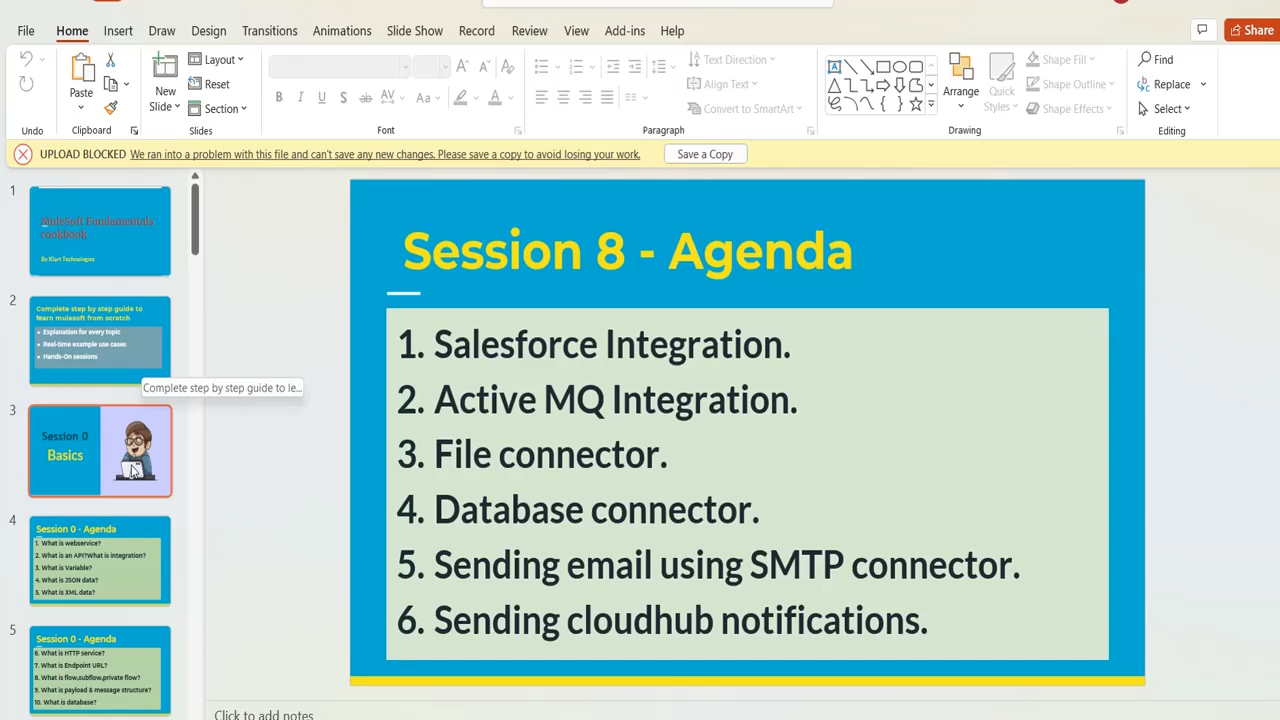 File Home Insert Draw Design Transitions Animations Slide Show Record Review View Add-ins Help
Share
Paste
New Slide
Layout
Reset
Section
B I U S ab AV Aa A
Text Direction
Align Text
Convert to SmartArt
Arrange
Quick Styles
Shape Fill
Shape Outline
Shape Effects
Find
Replace
Select
Undo Clipboard Slides Font Paragraph Drawing Editing
UPLOAD BLOCKED We ran into a problem with this file and can't save any new changes. Please save a copy to avoid losing your work. Save a Copy
1
MuleSoft Fundamentals
cookbook
By Klart Technologies
2
Complete step by step guide to
learn mulesoft from scratch
Explanation for every topic
Real-time example use cases
Hands-On sessions
Complete step by step guide to le...
3
Session 0
Basics
4
Session 0 - Agenda
1. What is webservice?
2. What is an API?What is integration?
3. What is Variable?
4. What is JSON data?
5. What is XML data?
5
Session 0 - Agenda
6. What is HTTP service?
7. What is Endpoint URL?
8. What is flow,subflow,private flow?
9. What is payload & message structure?
10. What is database?
Session 8 - Agenda
1. Salesforce Integration.
2. Active MQ Integration.
3. File connector.
4. Database connector.
5. Sending email using SMTP connector.
6. Sending cloudhub notifications.
Click to add notes